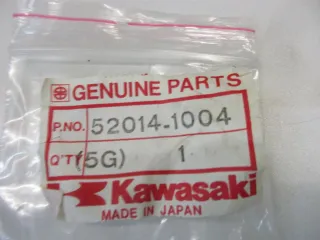 GENUINE PARTS
P.NO. 52014-1004
Q'TY (5G) 1
Kawasaki
MADE IN JAPAN